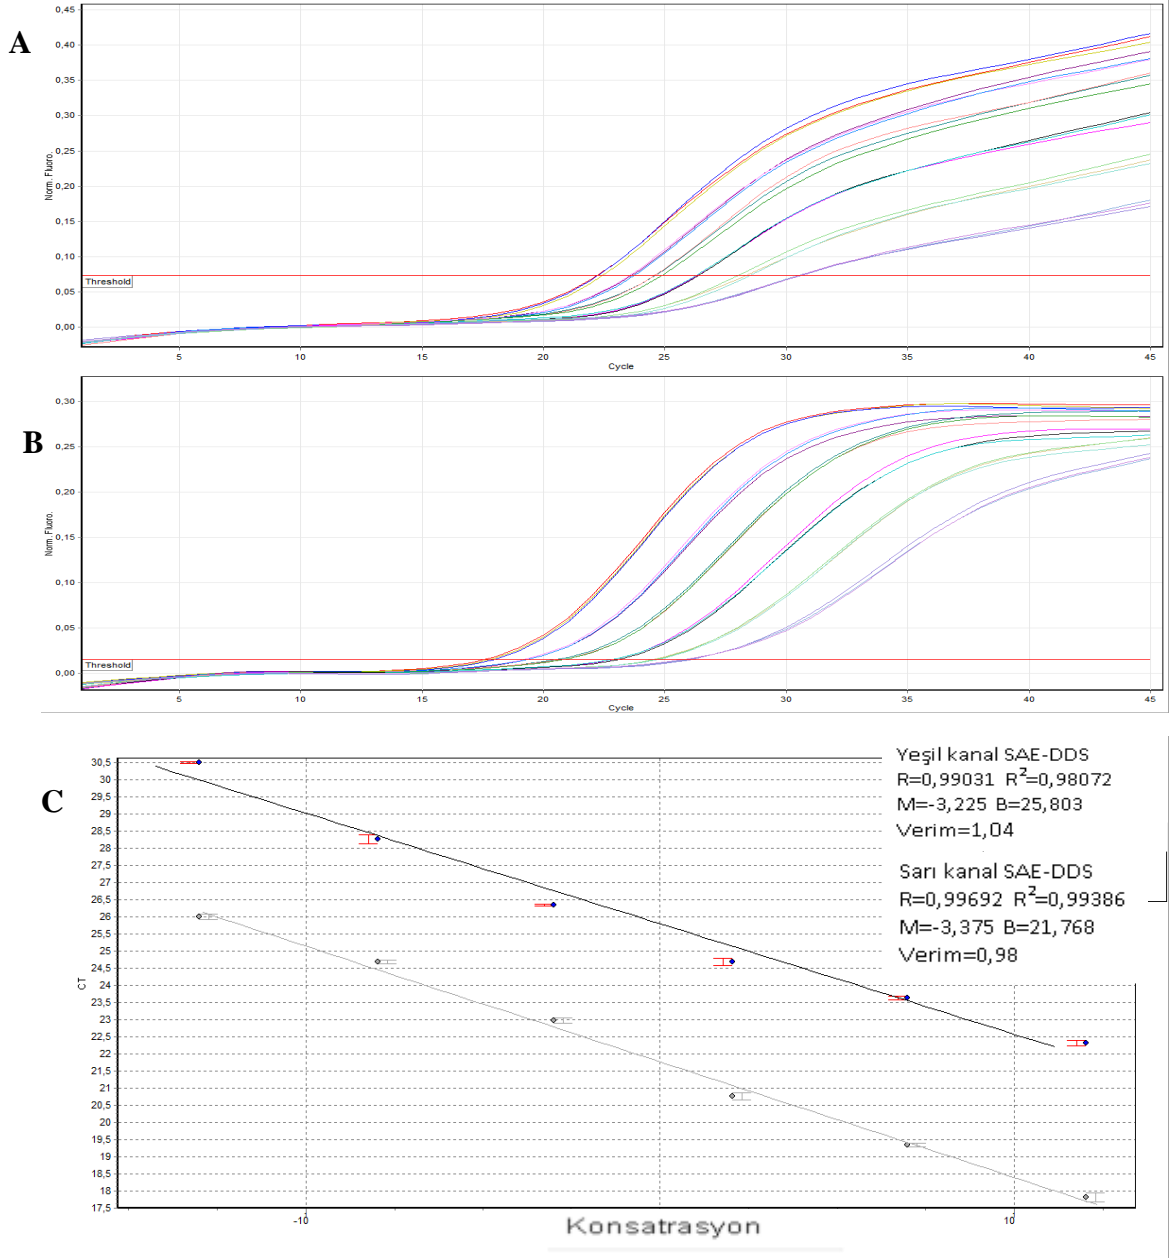 A
0,45
0,40
0,35
0,30
0,25
0,20
0,15
0,10
0,05
0,00
Norm. Fluoro.
Threshold
5 10 15 20 25 30 35 40 45
Cycle
B
0,30
0,25
0,20
0,15
0,10
0,05
0,00
Norm. Fluoro.
Threshold
5 10 15 20 25 30 35 40 45
Cycle
C
30,5
30
29,5
29
28,5
28
27,5
27
26,5
26
25,5
25
24,5
24
23,5
23
22,5
22
21,5
21
20,5
20
19,5
19
18,5
18
17,5
CT
Yeşil kanal SAE-DDS
R=0,99031 R²=0,98072
M=-3,225 B=25,803
Verim=1,04
Sarı kanal SAE-DDS
R=0,99692 R²=0,99386
M=-3,375 B=21,768
Verim=0,98
-10 10
Konsatrasyon